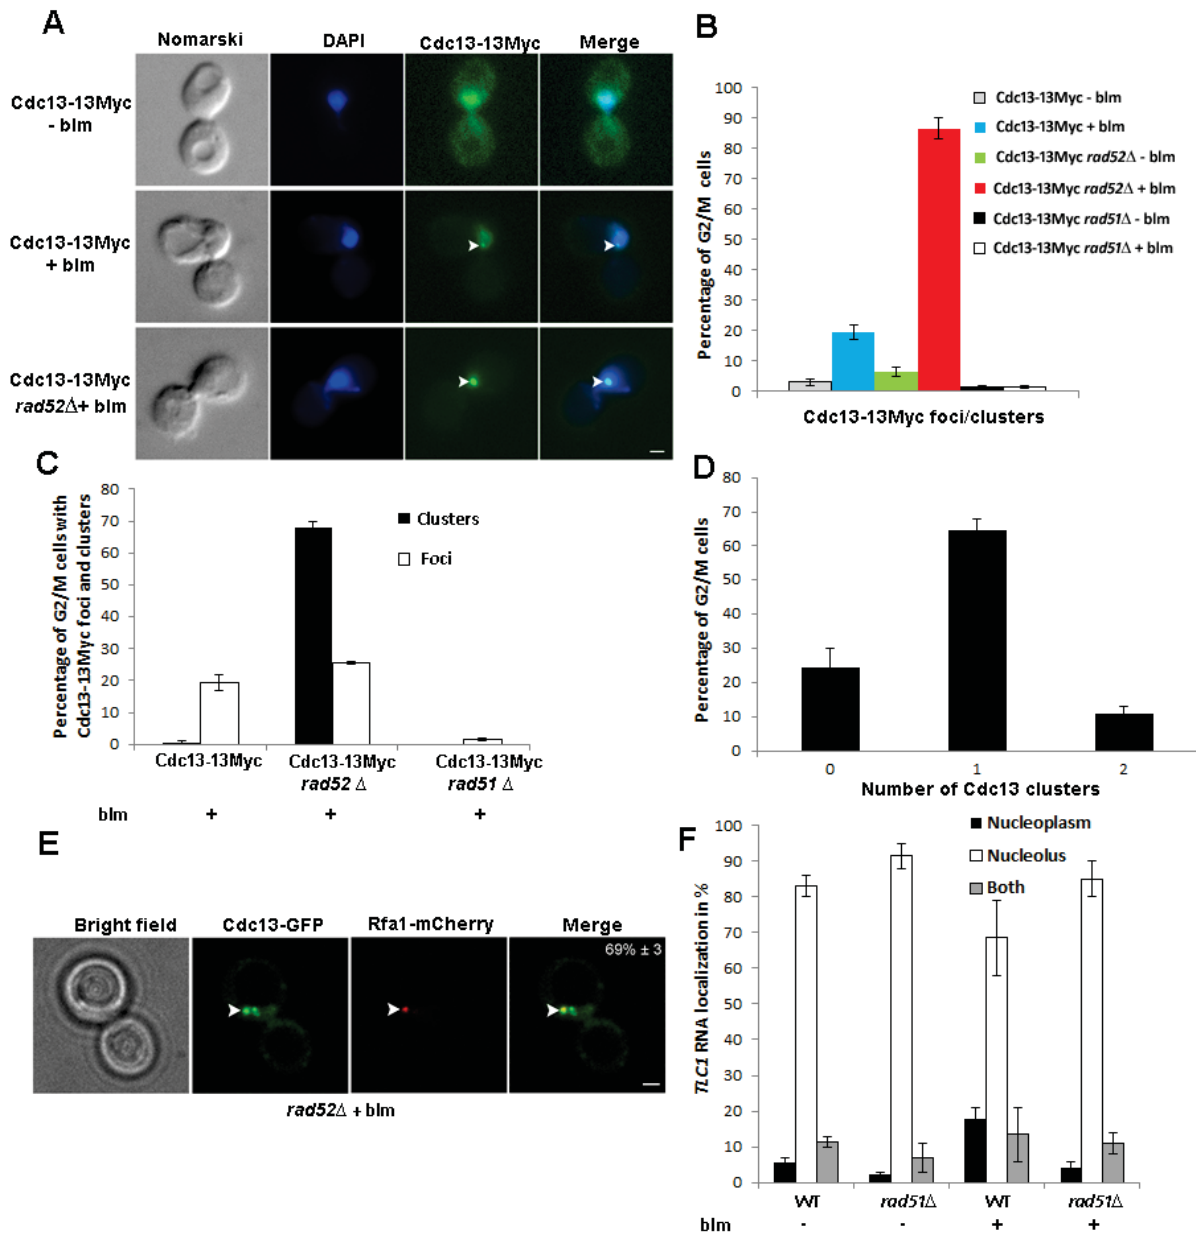 A
Nomarski
DAPI
Cdc13-13Myc
Merge
Cdc13-13Myc
- blm
Cdc13-13Myc
+ blm
Cdc13-13Myc
rad52Δ+ blm
B
Percentage of G2/M cells
100
90
80
70
60
50
40
30
20
10
0
Cdc13-13Myc - blm
Cdc13-13Myc + blm
Cdc13-13Myc rad52Δ - blm
Cdc13-13Myc rad52Δ + blm
Cdc13-13Myc rad51Δ - blm
Cdc13-13Myc rad51Δ + blm
Cdc13-13Myc foci/clusters
C
Percentage of G2/M cells with
Cdc13-13Myc foci and clusters
80
70
60
50
40
30
20
10
0
Clusters
Foci
Cdc13-13Myc
Cdc13-13Myc
rad52 Δ
Cdc13-13Myc
rad51 Δ
blm
+
+
+
D
Percentage of G2/M cells
80
70
60
50
40
30
20
10
0
0
1
2
Number of Cdc13 clusters
E
Bright field
Cdc13-GFP
Rfa1-mCherry
Merge
69% ± 3
rad52Δ + blm
F
TLC1 RNA localization in %
100
90
80
70
60
50
40
30
20
10
0
Nucleoplasm
Nucleolus
Both
WT
rad51Δ
WT
rad51Δ
blm
-
-
+
+